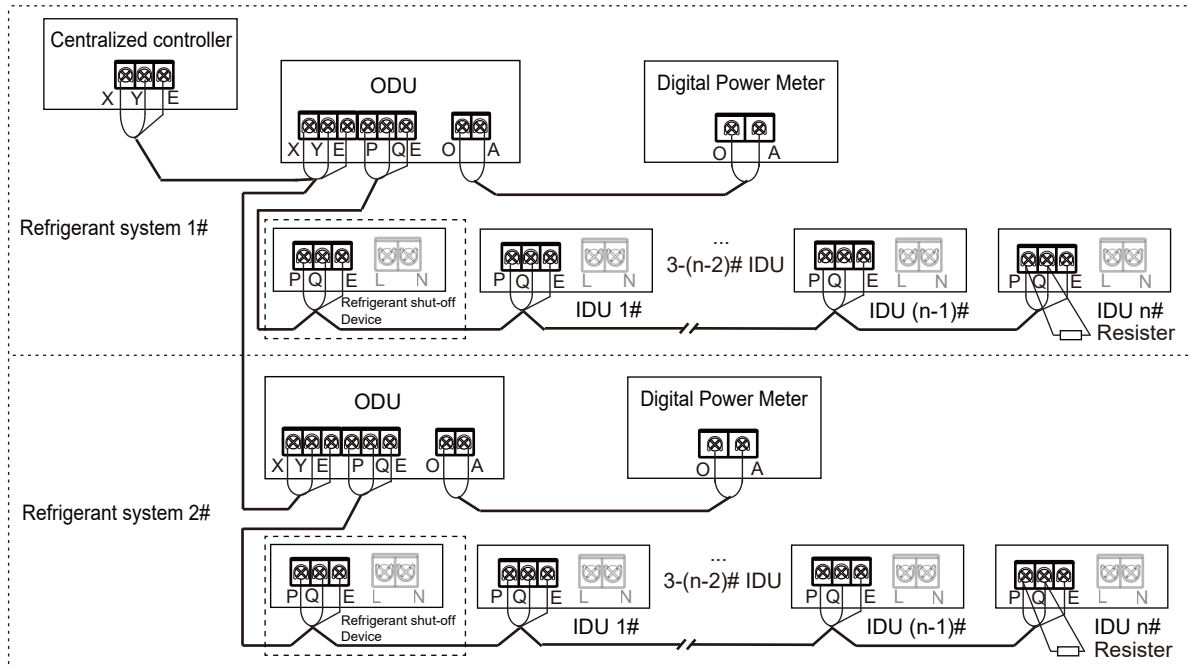 Centralized controller
X Y E
ODU
X Y E P Q E O A
Digital Power Meter
O A
Refrigerant system 1#
P Q E L N
Refrigerant shut-off
Device
P Q E L N
IDU 1#
...
3-(n-2)# IDU
P Q E L N
IDU (n-1)#
P Q E L N
IDU n#
Resister
ODU
X Y E P Q E O A
Digital Power Meter
O A
Refrigerant system 2#
P Q E L N
Refrigerant shut-off
Device
P Q E L N
IDU 1#
...
3-(n-2)# IDU
P Q E L N
IDU (n-1)#
P Q E L N
IDU n#
Resister